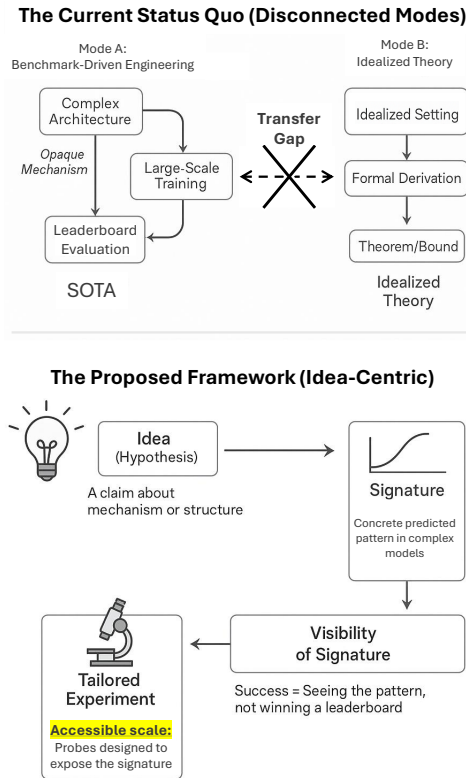 The Current Status Quo (Disconnected Modes)
Mode A:
Benchmark-Driven Engineering
Mode B:
Idealized Theory
Complex
Architecture
Opaque
Mechanism
Large-Scale
Training
Leaderboard
Evaluation
SOTA
Transfer
Gap
Idealized Setting
Formal Derivation
Theorem/Bound
Idealized
Theory
The Proposed Framework (Idea-Centric)
Idea
(Hypothesis)
A claim about
mechanism or structure
Signature
Concrete predicted
pattern in complex
models
Visibility
of Signature
Success = Seeing the pattern,
not winning a leaderboard
Tailored
Experiment
Accessible scale:
Probes designed to
expose the signature